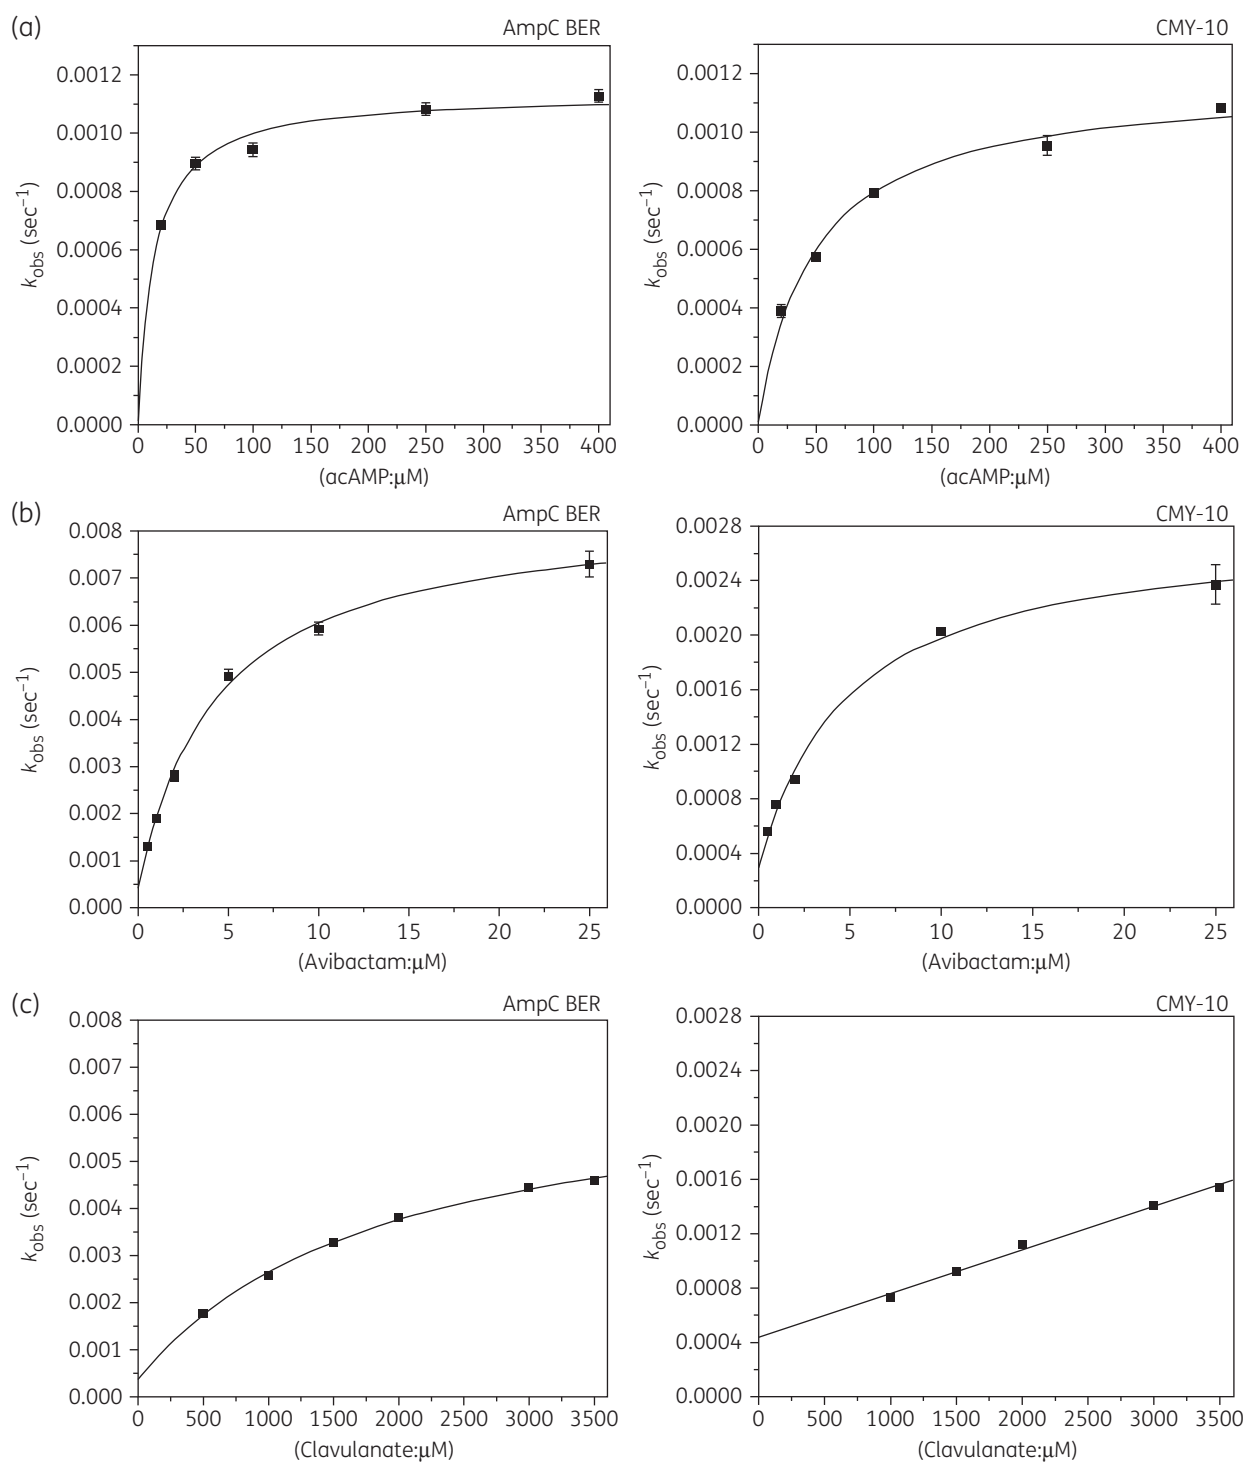 (a)
AmpC BER
0.0012
0.0010
0.0008
0.0006
0.0004
0.0002
0.0000
k_obs (sec⁻¹)
0 50 100 150 200 250 300 350 400
(acAMP:μM)
CMY-10
0.0012
0.0010
0.0008
0.0006
0.0004
0.0002
0.0000
k_obs (sec⁻¹)
0 50 100 150 200 250 300 350 400
(acAMP:μM)
(b)
AmpC BER
0.008
0.007
0.006
0.005
0.004
0.003
0.002
0.001
0.000
k_obs (sec⁻¹)
0 5 10 15 20 25
(Avibactam:μM)
CMY-10
0.0028
0.0024
0.0020
0.0016
0.0012
0.0008
0.0004
0.0000
k_obs (sec⁻¹)
0 5 10 15 20 25
(Avibactam:μM)
(c)
AmpC BER
0.008
0.007
0.006
0.005
0.004
0.003
0.002
0.001
0.000
k_obs (sec⁻¹)
0 500 1000 1500 2000 2500 3000 3500
(Clavulanate:μM)
CMY-10
0.0028
0.0024
0.0020
0.0016
0.0012
0.0008
0.0004
0.0000
k_obs (sec⁻¹)
0 500 1000 1500 2000 2500 3000 3500
(Clavulanate:μM)